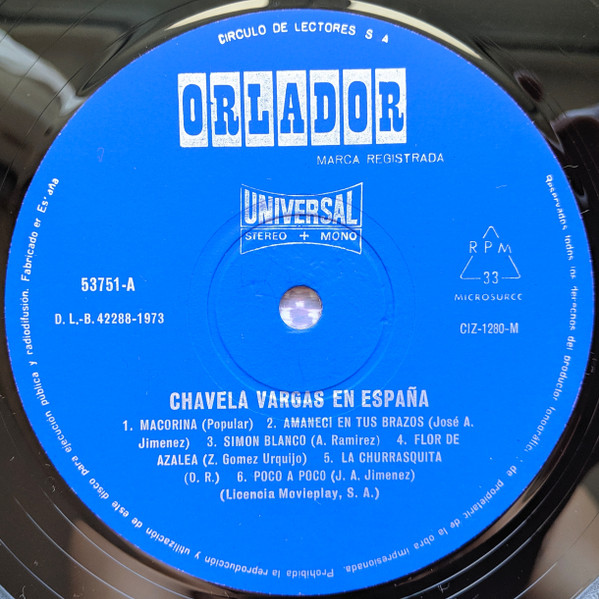 CIRCULO DE LECTORES S A
ORLADOR
MARCA REGISTRADA
UNIVERSAL
STEREO + MONO
53751-A
D. L.-B. 42288-1973
RPM
33
MICROSURCC
CIZ-1280-M
CHAVELA VARGAS EN ESPAÑA
1. MACORINA (Popular) 2. AMANECI EN TUS BRAZOS (José A.
Jimenez) 3. SIMON BLANCO (A. Ramirez) 4. FLOR DE
AZALEA (Z. Gomez Urquijo) 5. LA CHURRASQUITA
(O. R.) 6. POCO A POCO (J. A. Jimenez)
(Licencia Movieplay, S. A.)
Reservados todos los derechos del productor fonográfico; de propietario de la obra impresionada. Prohibida la reproducción y utilización de este disco para ejecución pública y radiodifusión. Fabricado en España